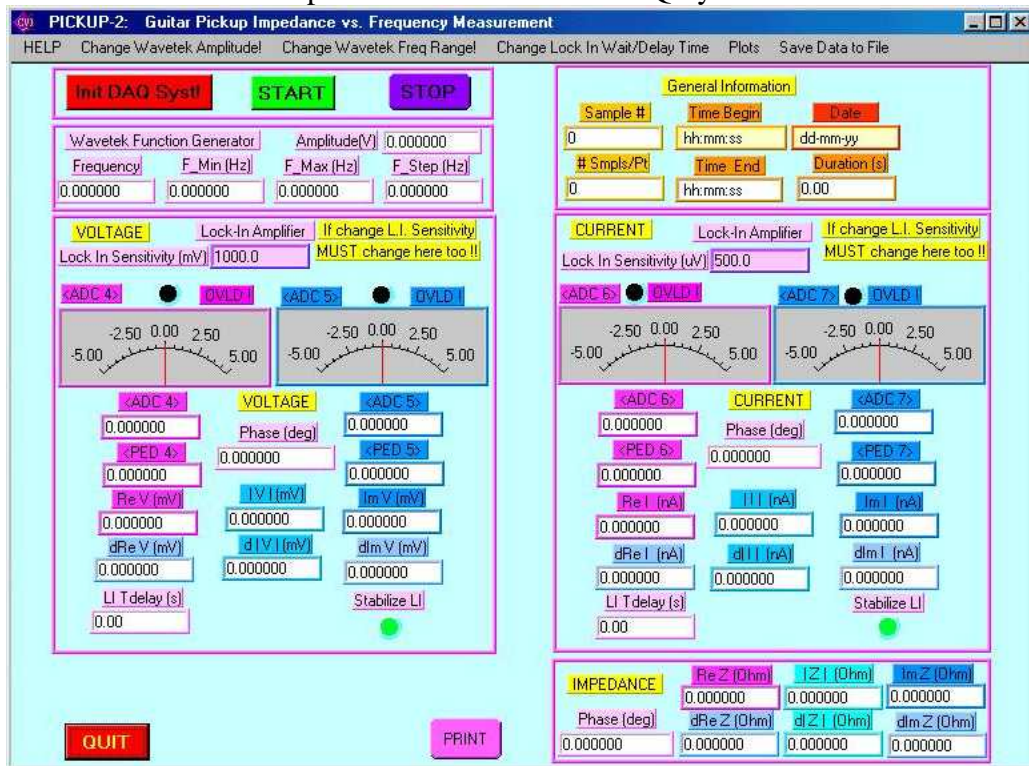 PICKUP-2: Guitar Pickup Impedance vs. Frequency Measurement
HELP Change Wavetek Amplitude! Change Wavetek Freq Range! Change Lock In Wait/Delay Time Plots Save Data to File
Init DAQ Syst! START STOP
Wavetek Function Generator Amplitude(V) 0.000000
Frequency F_Min (Hz) F_Max (Hz) F_Step (Hz)
0.000000 0.000000 0.000000 0.000000
General Information
Sample # Time Begin Date
0 hh:mm:ss dd-mm-yy
# Smpls/Pt Time End Duration (s)
0 hh:mm:ss 0.00
VOLTAGE Lock-In Amplifier If change L.I. Sensitivity
Lock In Sensitivity (mV) 1000.0 MUST change here too !!
<ADC 4> OVLD ! <ADC 5> OVLD !
-5.00 -2.50 0.00 2.50 5.00 -5.00 -2.50 0.00 2.50 5.00
<ADC 4> VOLTAGE <ADC 5>
0.000000 Phase (deg) 0.000000
<PED 4> 0.000000 <PED 5>
0.000000 0.000000
Re V (mV) | V | (mV) Im V (mV)
0.000000 0.000000 0.000000
dRe V (mV) d| V | (mV) dIm V (mV)
0.000000 0.000000 0.000000
LI Tdelay (s) Stabilize LI
0.00
CURRENT Lock-In Amplifier If change L.I. Sensitivity
Lock In Sensitivity (uV) 500.0 MUST change here too !!
<ADC 6> OVLD ! <ADC 7> OVLD !
-5.00 -2.50 0.00 2.50 5.00 -5.00 -2.50 0.00 2.50 5.00
<ADC 6> CURRENT <ADC 7>
0.000000 Phase (deg) 0.000000
<PED 6> 0.000000 <PED 7>
0.000000 0.000000
Re I (nA) | I | (nA) Im I (nA)
0.000000 0.000000 0.000000
dRe I (nA) d| I | (nA) dIm I (nA)
0.000000 0.000000 0.000000
LI Tdelay (s) Stabilize LI
0.00
IMPEDANCE Re Z (Ohm) | Z | (Ohm) Im Z (Ohm)
0.000000 0.000000 0.000000
Phase (deg) dRe Z (Ohm) d| Z | (Ohm) dIm Z (Ohm)
0.000000 0.000000 0.000000 0.000000
QUIT PRINT